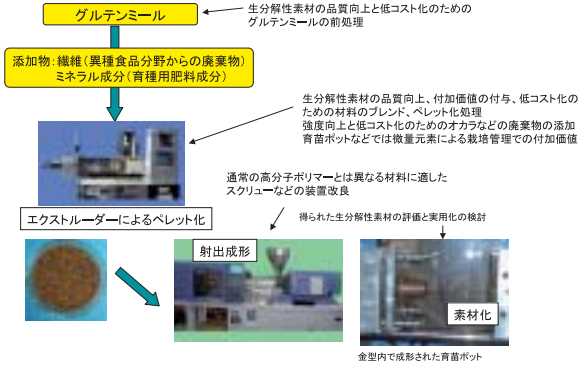 グルテンミール
生分解性素材の品質向上と低コスト化のための
グルテンミールの前処理
添加物：繊維（異種食品分野からの廃棄物）
ミネラル成分（育種用肥料成分）
生分解性素材の品質向上、付加価値の付与、低コスト化の
ための材料のブレンド、ペレット化処理
強度向上と低コスト化のためのオカラなどの廃棄物の添加
育苗ポットなどでは微量元素による栽培管理での付加価値
通常の高分子ポリマーとは異なる材料に適した
スクリューなどの装置改良
エクストルーダーによるペレット化
得られた生分解性素材の評価と実用化の検討
射出成形
素材化
金型内で成形された育苗ポット